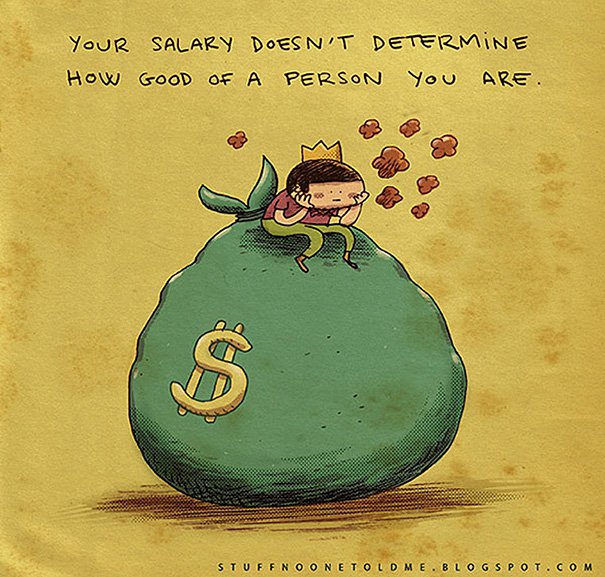 YOUR SALARY DOESN'T DETERMINE
HOW GOOD OF A PERSON YOU ARE.
$
STUFFNOONETOLDME.BLOGSPOT.COM